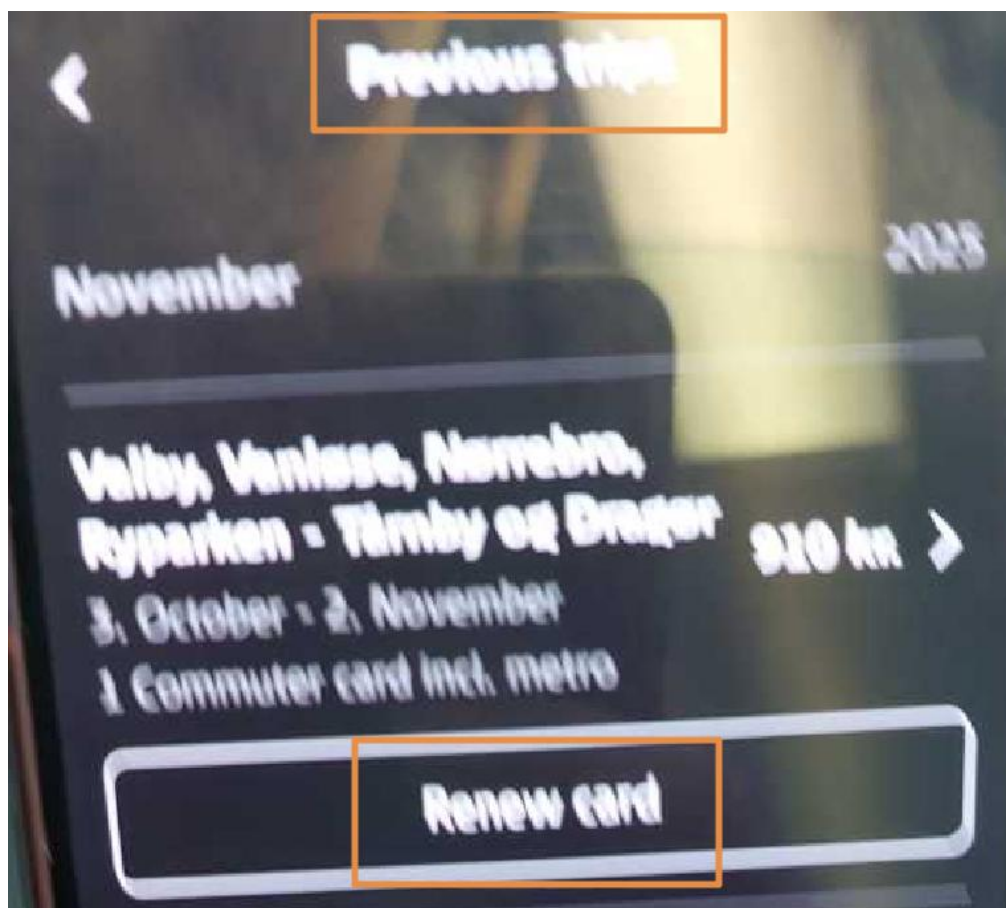 Previous trips
November 2025
Valby, Vanløse, Nørrebro,
Ryparken - Tårnby og Dragør
910 kr.
3. October - 2. November
1 Commuter card incl. metro
Renew card